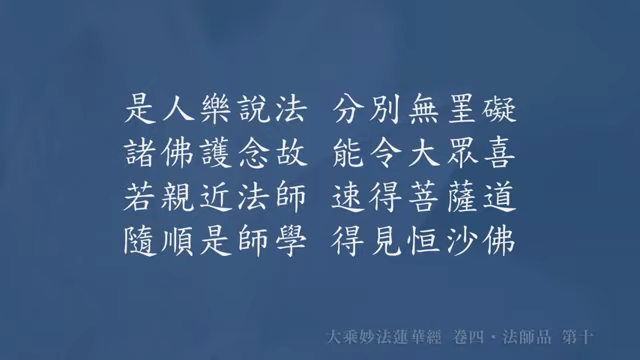 是人樂說法 分別無罣礙
諸佛護念故 能令大眾喜
若親近法師 速得菩薩道
隨順是師學 得見恒沙佛
大乘妙法蓮華經 卷四·法師品 第十